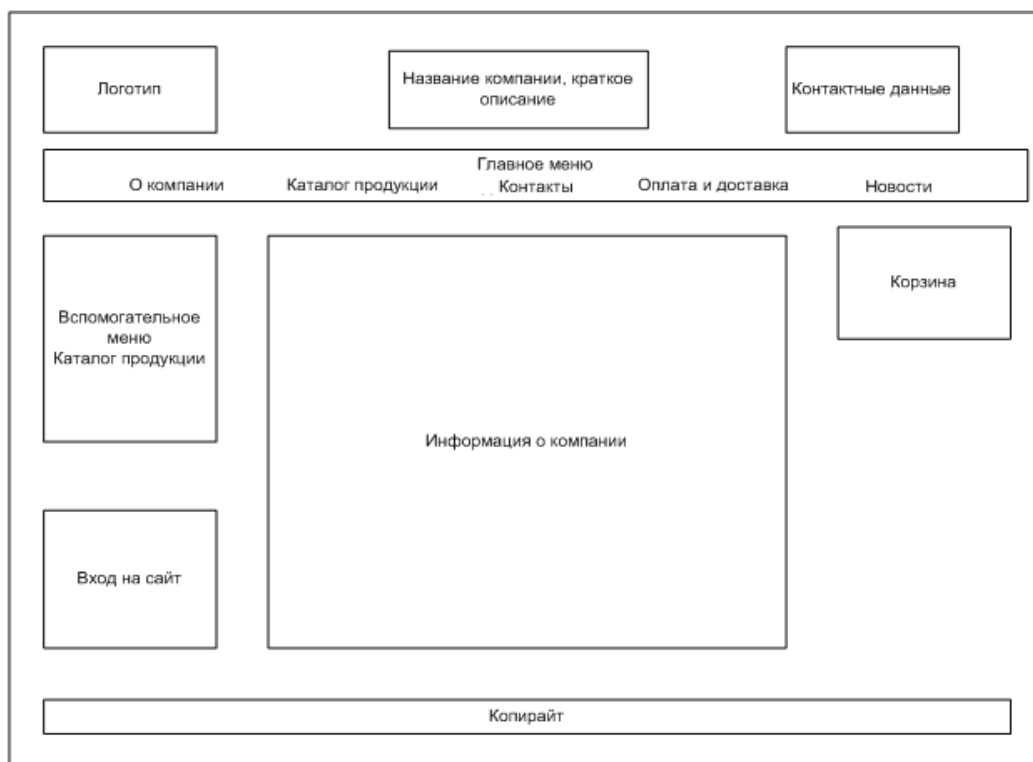 Логотип
Название компании, краткое
описание
Контактные данные
Главное меню
О компании Каталог продукции Контакты Оплата и доставка Новости
Вспомогательное
меню
Каталог продукции
Информация о компании
Корзина
Вход на сайт
Копирайт